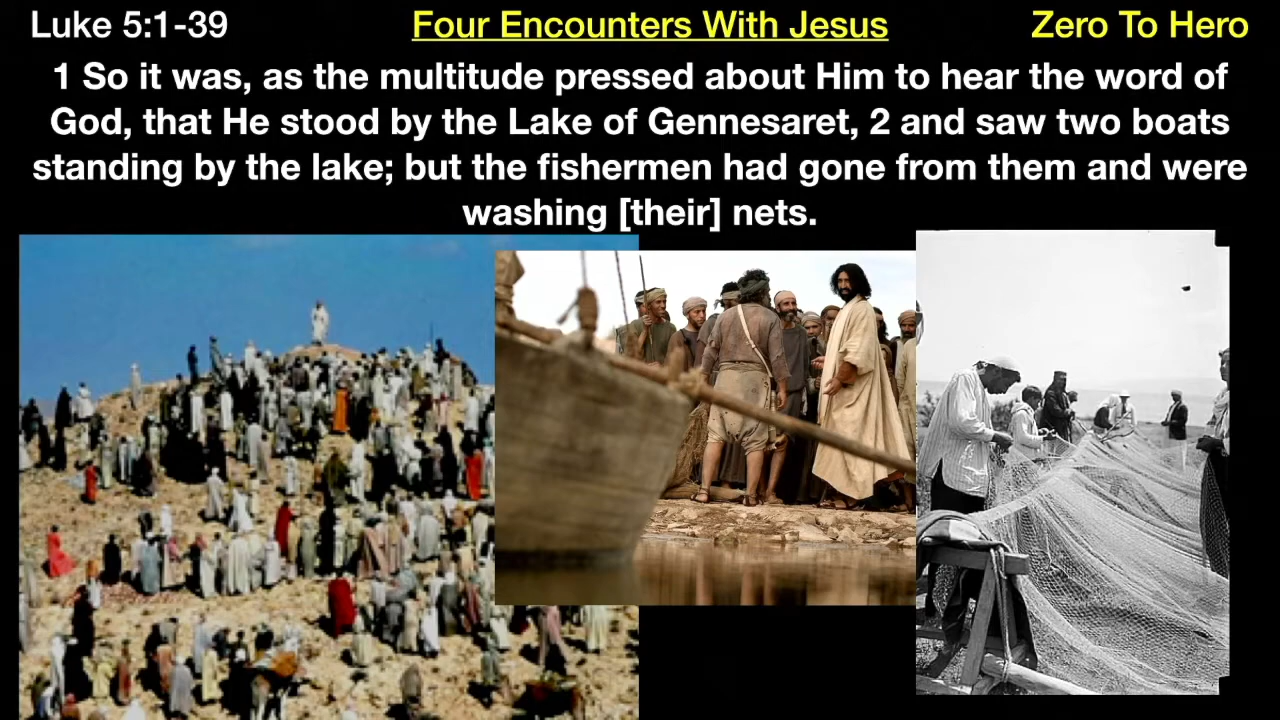 Luke 5:1-39 Four Encounters With Jesus Zero To Hero
1 So it was, as the multitude pressed about Him to hear the word of
God, that He stood by the Lake of Gennesaret, 2 and saw two boats
standing by the lake; but the fishermen had gone from them and were
washing [their] nets.